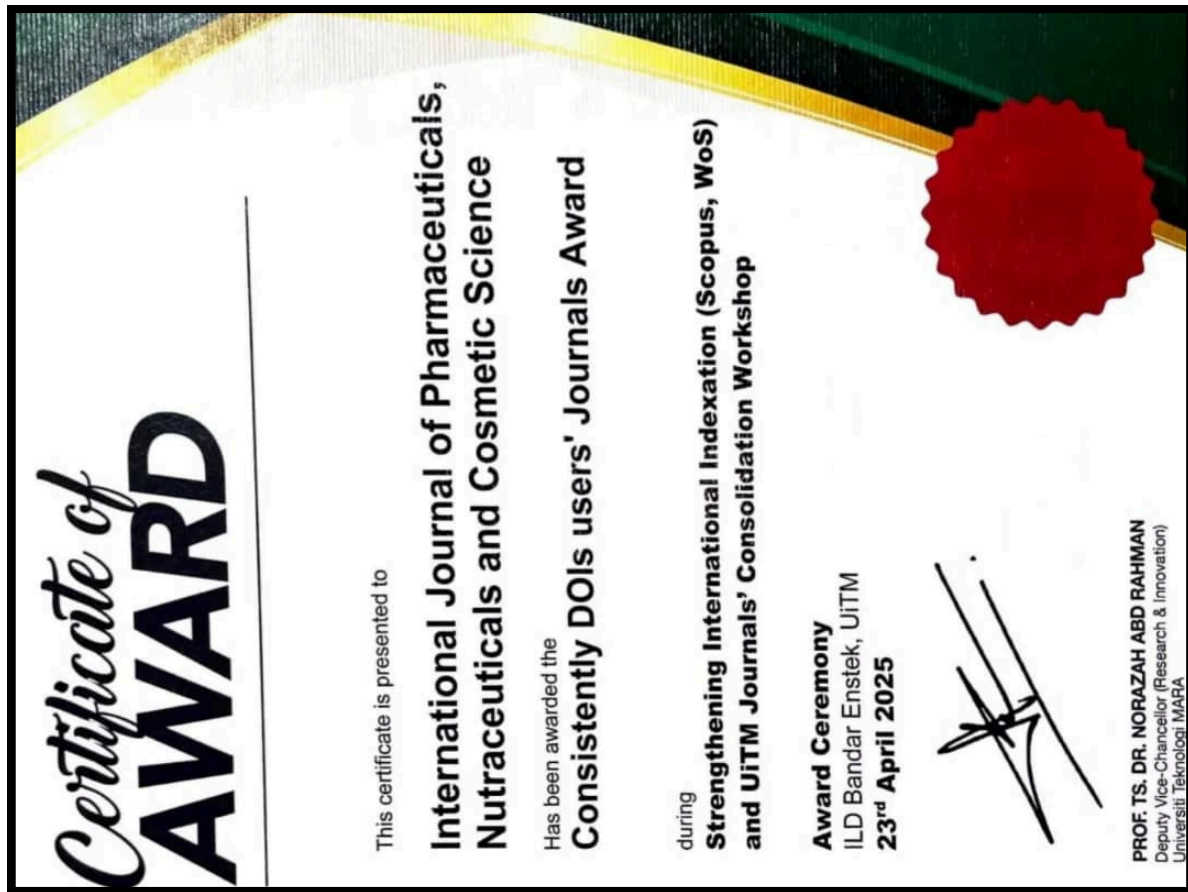 Certificate of
AWARD
This certificate is presented to
International Journal of Pharmaceuticals,
Nutraceuticals and Cosmetic Science
Has been awarded the
Consistently DOIs users' Journals Award
during
Strengthening International Indexation (Scopus, WoS)
and UiTM Journals' Consolidation Workshop
Award Ceremony
ILD Bandar Enstek, UiTM
23rd April 2025
PROF. TS. DR. NORAZAH ABD RAHMAN
Deputy Vice-Chancellor (Research & Innovation)
Universiti Teknologi MARA